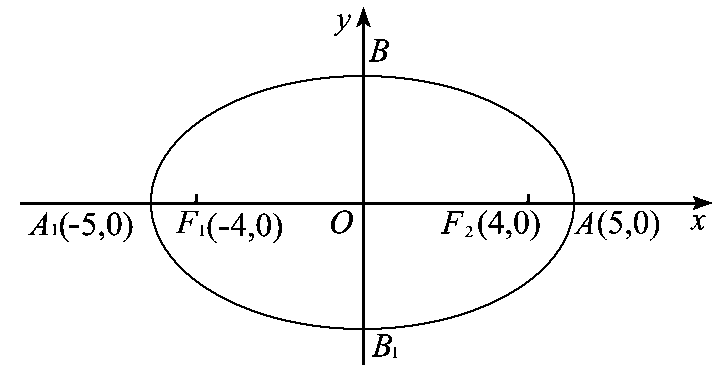 y
B
A₁(-5,0) F₁(-4,0) O F₂(4,0) A(5,0) x
B₁